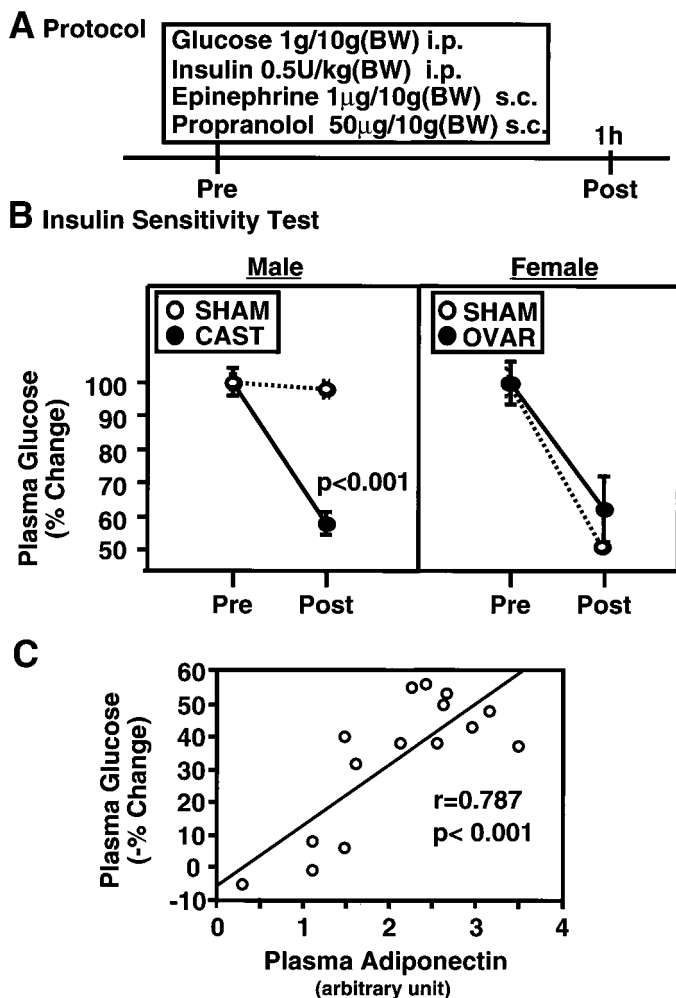 A Protocol
Glucose 1g/10g(BW) i.p.
Insulin 0.5U/kg(BW) i.p.
Epinephrine 1µg/10g(BW) s.c.
Propranolol 50µg/10g(BW) s.c.
1h
Pre
Post
B Insulin Sensitivity Test
Male
Female
SHAM
CAST
SHAM
OVAR
Plasma Glucose
(% Change)
100
90
80
70
60
50
p<0.001
Pre
Post
Pre
Post
C
Plasma Glucose
(-% Change)
60
50
40
30
20
10
0
-10
r=0.787
p< 0.001
0
1
2
3
4
Plasma Adiponectin
(arbitrary unit)